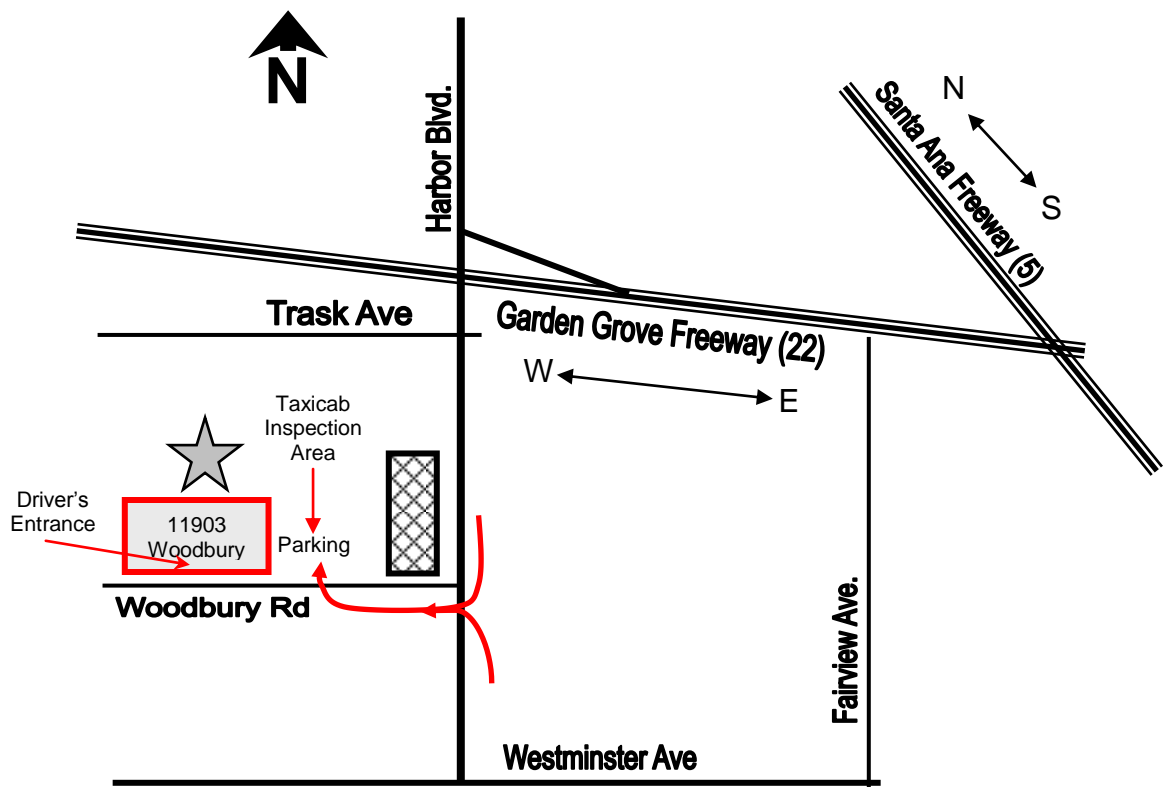 N
Harbor Blvd.
N
S
Santa Ana Freeway (5)
Trask Ave
Garden Grove Freeway (22)
W
E
Taxicab
Inspection
Area
Driver's
Entrance
11903
Woodbury
Parking
Woodbury Rd
Fairview Ave.
Westminster Ave